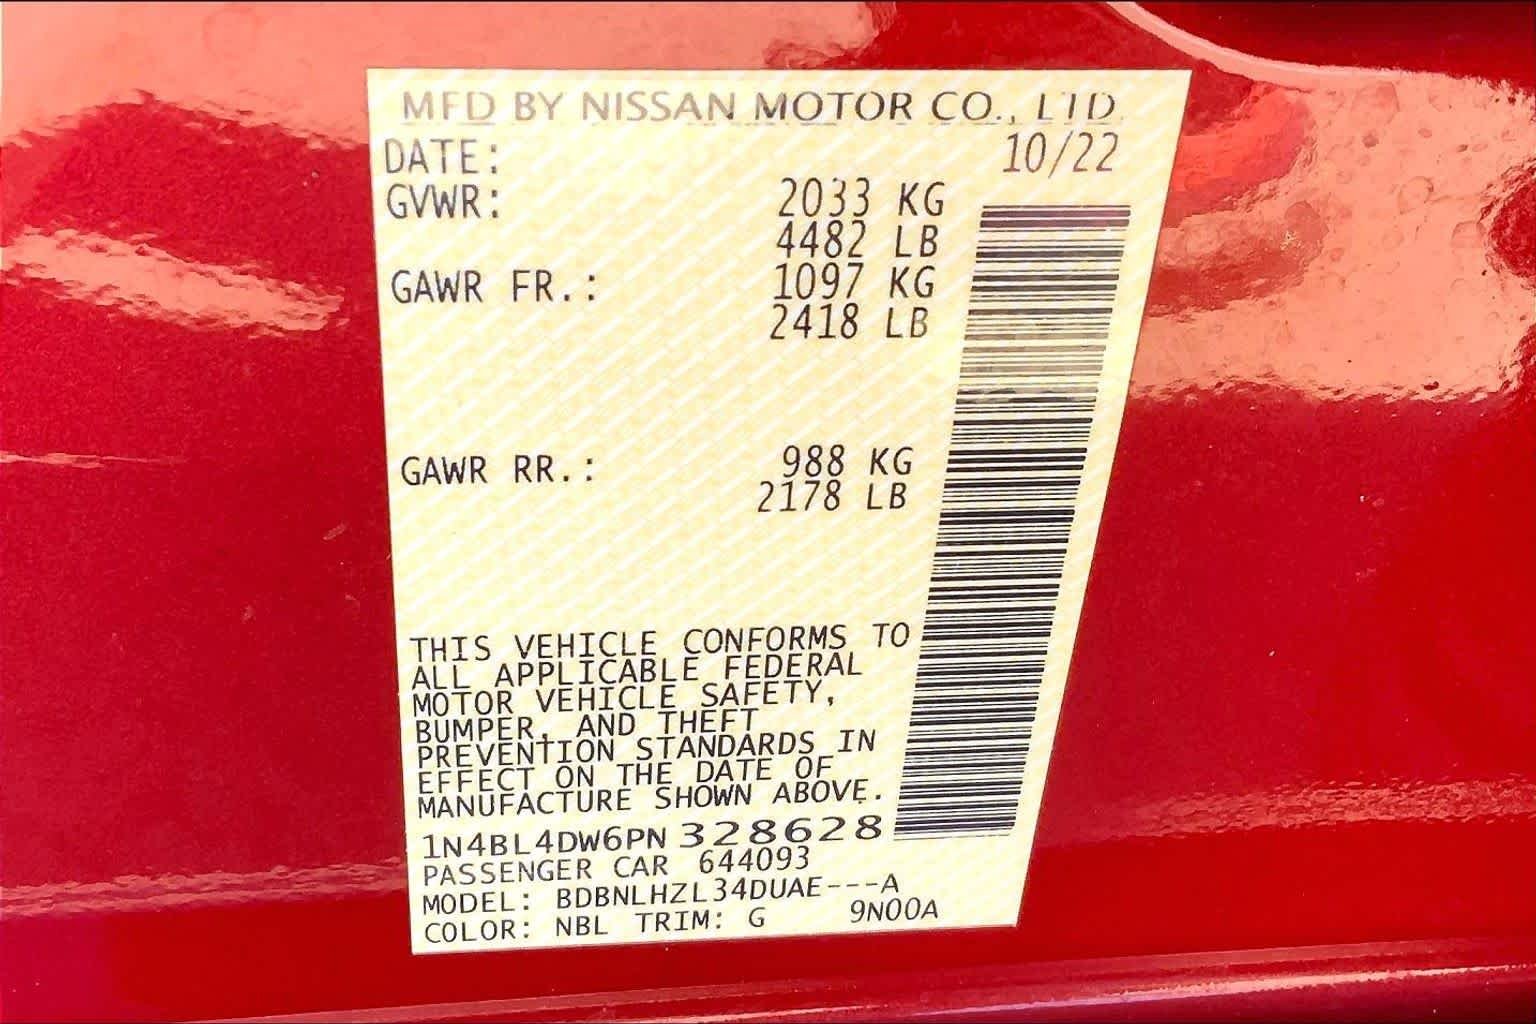 MFD BY NISSAN MOTOR CO., LTD.
DATE: 10/22
GVWR: 2033 KG
4482 LB
GAWR FR.: 1097 KG
2418 LB
GAWR RR.: 988 KG
2178 LB
THIS VEHICLE CONFORMS TO
ALL APPLICABLE FEDERAL
MOTOR VEHICLE SAFETY,
BUMPER, AND THEFT
PREVENTION STANDARDS IN
EFFECT ON THE DATE OF
MANUFACTURE SHOWN ABOVE.
1N4BL4DW6PN 328628
PASSENGER CAR 644093
MODEL: BDBNLHZL34DUAE---A
COLOR: NBL TRIM: G 9N00A